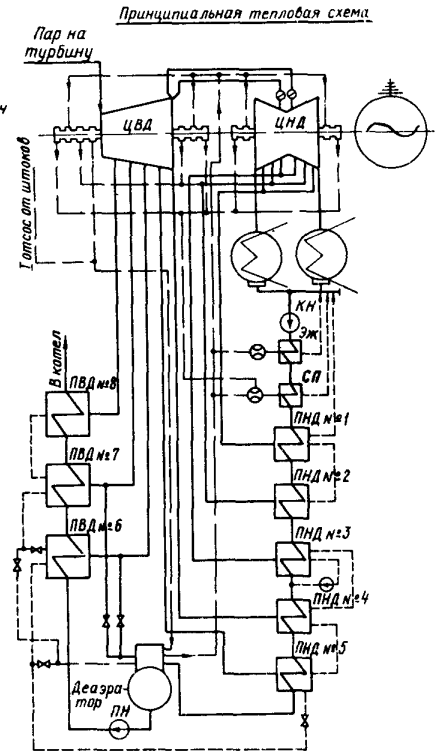 Принципиальная тепловая схема
Пар на
турбину
ч
ЦВД
ЦНД
I отсос от штоков
КН
Эж
СП
В котел
ПВД №8
ПВД №7
ПВД №6
ПНД №1
ПНД №2
ПНД №3
ПНД №4
ПНД №5
Деаэра-
тор
ПН